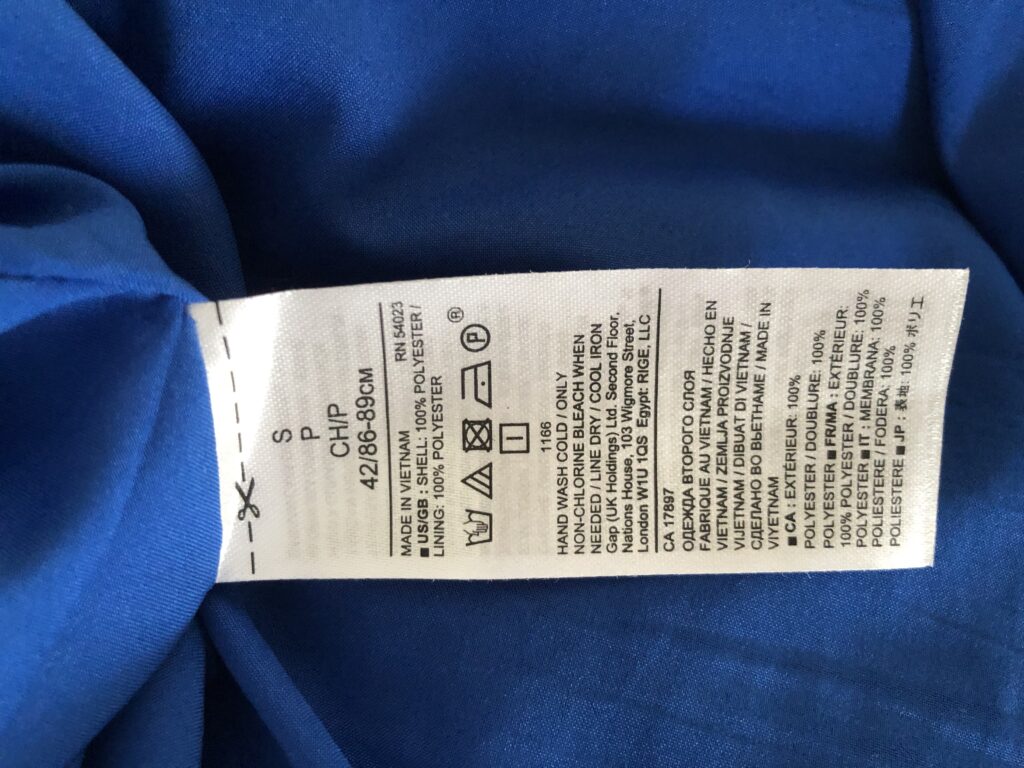 S
P
CH/P
42/86-89CM
RN 54023
MADE IN VIETNAM
■ US/GB : SHELL: 100% POLYESTER /
LINING: 100% POLYESTER
®
P
1166
HAND WASH COLD / ONLY
NON-CHLORINE BLEACH WHEN
NEEDED / LINE DRY / COOL IRON
Gap (UK Holdings) Ltd. Second Floor,
Nations House, 103 Wigmore Street,
London W1U 1QS Egypt: RIGE, LLC
CA 17897
ОДЕЖДА ВТОРОГО СЛОЯ
FABRIQUÉ AU VIETNAM / HECHO EN
VIETNAM / ZEMLJA PROIZVODNJE
VIJETNAM / DIBUAT DI VIETNAM /
СДЕЛАНО ВО ВЬЕТНАМЕ / MADE IN
VIYETNAM
■ CA : EXTÉRIEUR: 100%
POLYESTER / DOUBLURE: 100%
POLYESTER ■ FR/MA : EXTÉRIEUR:
100% POLYESTER / DOUBLURE: 100%
POLYESTER ■ IT : MEMBRANA: 100%
POLIESTERE / FODERA: 100%
POLIESTERE ■ JP : 表地: 100% ポリエ